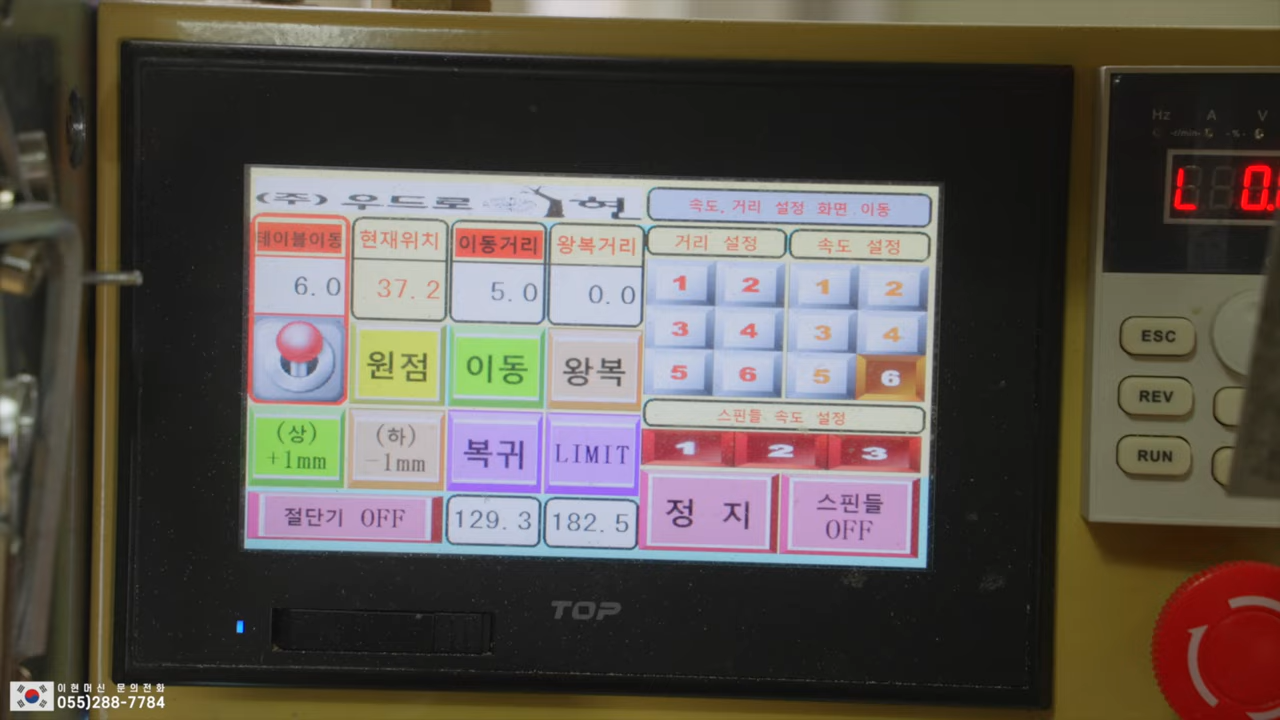 (주) 우드로 이현
속도, 거리 설정 화면 이동
테이블이동 현재위치 이동거리 왕복거리
6.0 37.2 5.0 0.0
거리 설정 속도 설정
1 2 1 2
3 4 3 4
5 6 5 6
원점 이동 왕복
스핀들 속도 설정
1 2 3
(상) +1mm
(하) -1mm
복귀 LIMIT
절단기 OFF
129.3 182.5
정 지
스핀들
OFF
TOP
Hz A V
ESC
REV
RUN
이현머신 문의전화
055)288-7784